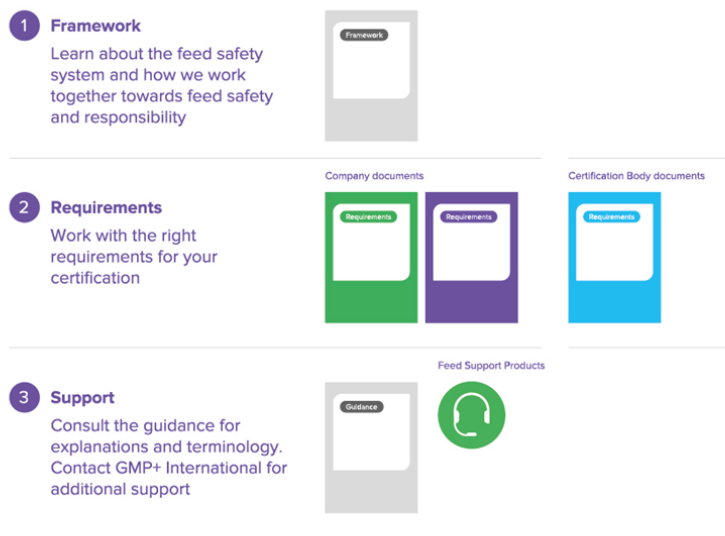 1 Framework
Learn about the feed safety
system and how we work
together towards feed safety
and responsibility
Framework
Company documents
Certification Body documents
2 Requirements
Work with the right
requirements for your
certification
Requirements
Requirements
Requirements
Feed Support Products
3 Support
Consult the guidance for
explanations and terminology.
Contact GMP+ International for
additional support
Guidance